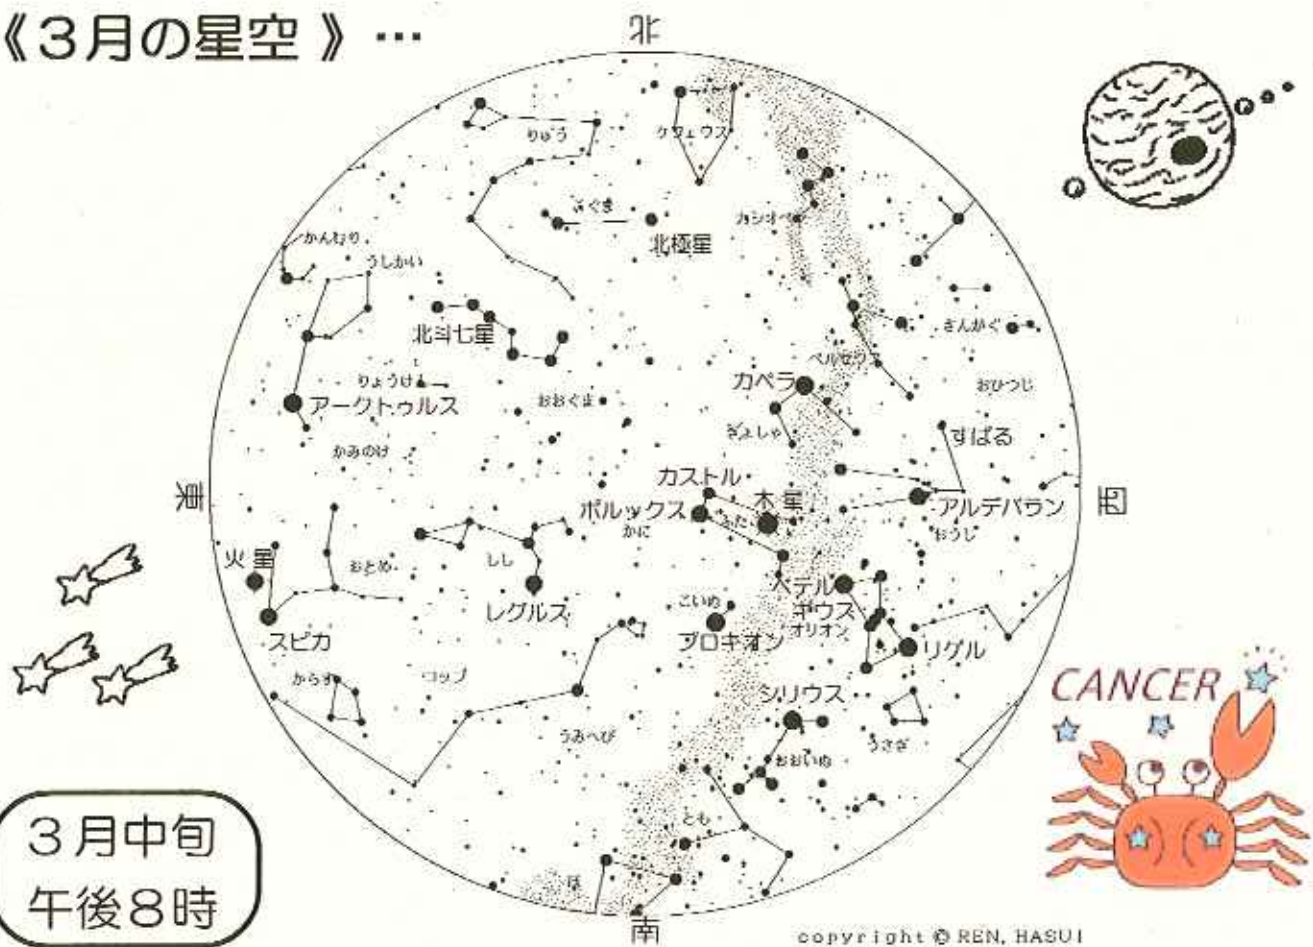 《３月の星空 》…
北
りゅう
ケフェウス
こぐま
北極星
カシオペ
かんむり
うしかい
北斗七星
さんかく
ペルセウス
りょうけん
アークトゥルス
おおぐま
カペラ
おひつじ
ぎょしゃ
すばる
かみのけ
カストル
東
ポルックス
木星
ふたご
アルデバラン
西
かに
おうし
火星
しし
おとめ
レグルス
ベテル
ギウス
オリオン
こいぬ
プロキオン
スピカ
リゲル
からす
コップ
シリウス
CANCER
うみへび
おおいぬ
うさぎ
とも
ほ
３月中旬
午後８時
南
copyright © REN, HASUI